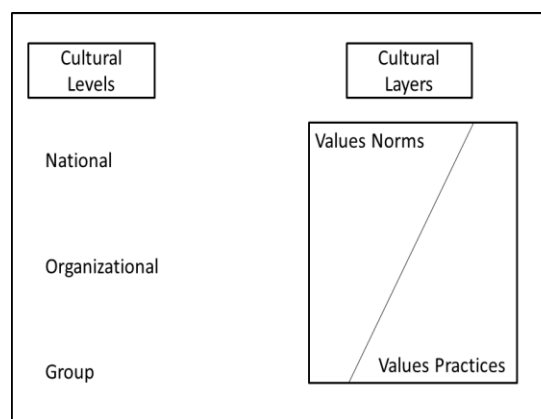 Cultural
Levels
Cultural
Layers
National
Values Norms
Organizational
Group
Values Practices